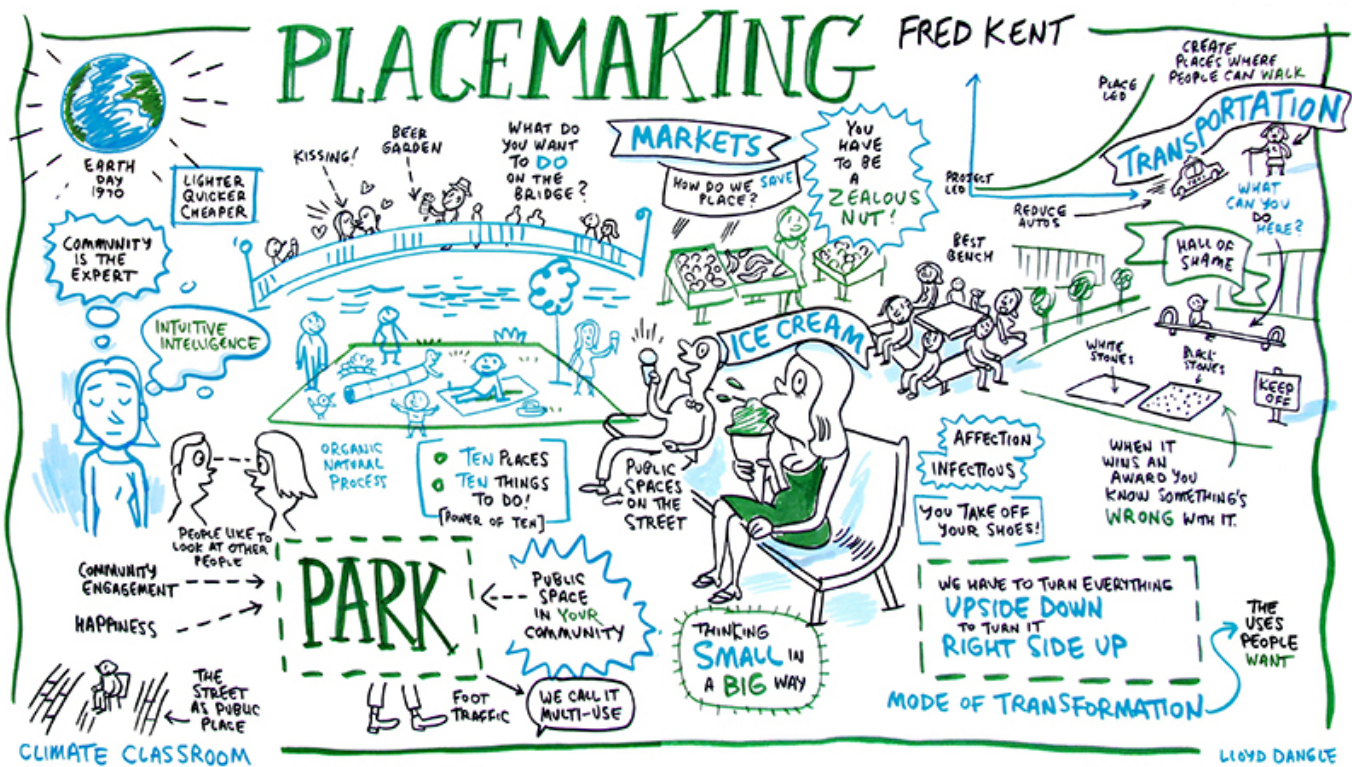 PLACEMAKING
FRED KENT
EARTH
DAY
1970
LIGHTER
QUICKER
CHEAPER
COMMUNITY
IS THE
EXPERT
INTUITIVE
INTELLIGENCE
KISSING!
BEER
GARDEN
WHAT DO
YOU WANT
TO DO
ON THE
BRIDGE?
MARKETS
HOW DO WE SAVE
PLACE?
YOU
HAVE
TO BE
A
ZEALOUS
NUT!
PROJECT
LED
PLACE
LED
CREATE
PLACES WHERE
PEOPLE CAN WALK
TRANSPORTATION
TAXI
REDUCE
AUTOS
WHAT
CAN YOU
DO
HERE?
BEST
BENCH
HALL OF
SHAME
WHITE
STONES
BLACK
STONES
KEEP
OFF
WHEN IT
WINS AN
AWARD YOU
KNOW SOMETHING'S
WRONG WITH IT.
ICE CREAM
ORGANIC
NATURAL
PROCESS
TEN PLACES
TEN THINGS
TO DO!
[POWER OF TEN]
PUBLIC
SPACES
ON THE
STREET
AFFECTION
INFECTIOUS
YOU TAKE OFF
YOUR SHOES!
PEOPLE LIKE TO
LOOK AT OTHER
PEOPLE
COMMUNITY
ENGAGEMENT
HAPPINESS
PARK
PUBLIC
SPACE
IN YOUR
COMMUNITY
FOOT
TRAFFIC
WE CALL IT
MULTI-USE
THINKING
SMALL IN
A BIG WAY
WE HAVE TO TURN EVERYTHING
UPSIDE DOWN
TO TURN IT
RIGHT SIDE UP
MODE OF TRANSFORMATION
THE
USES
PEOPLE
WANT
THE
STREET
AS PUBLIC
PLACE
CLIMATE CLASSROOM
LLOYD DANGLE